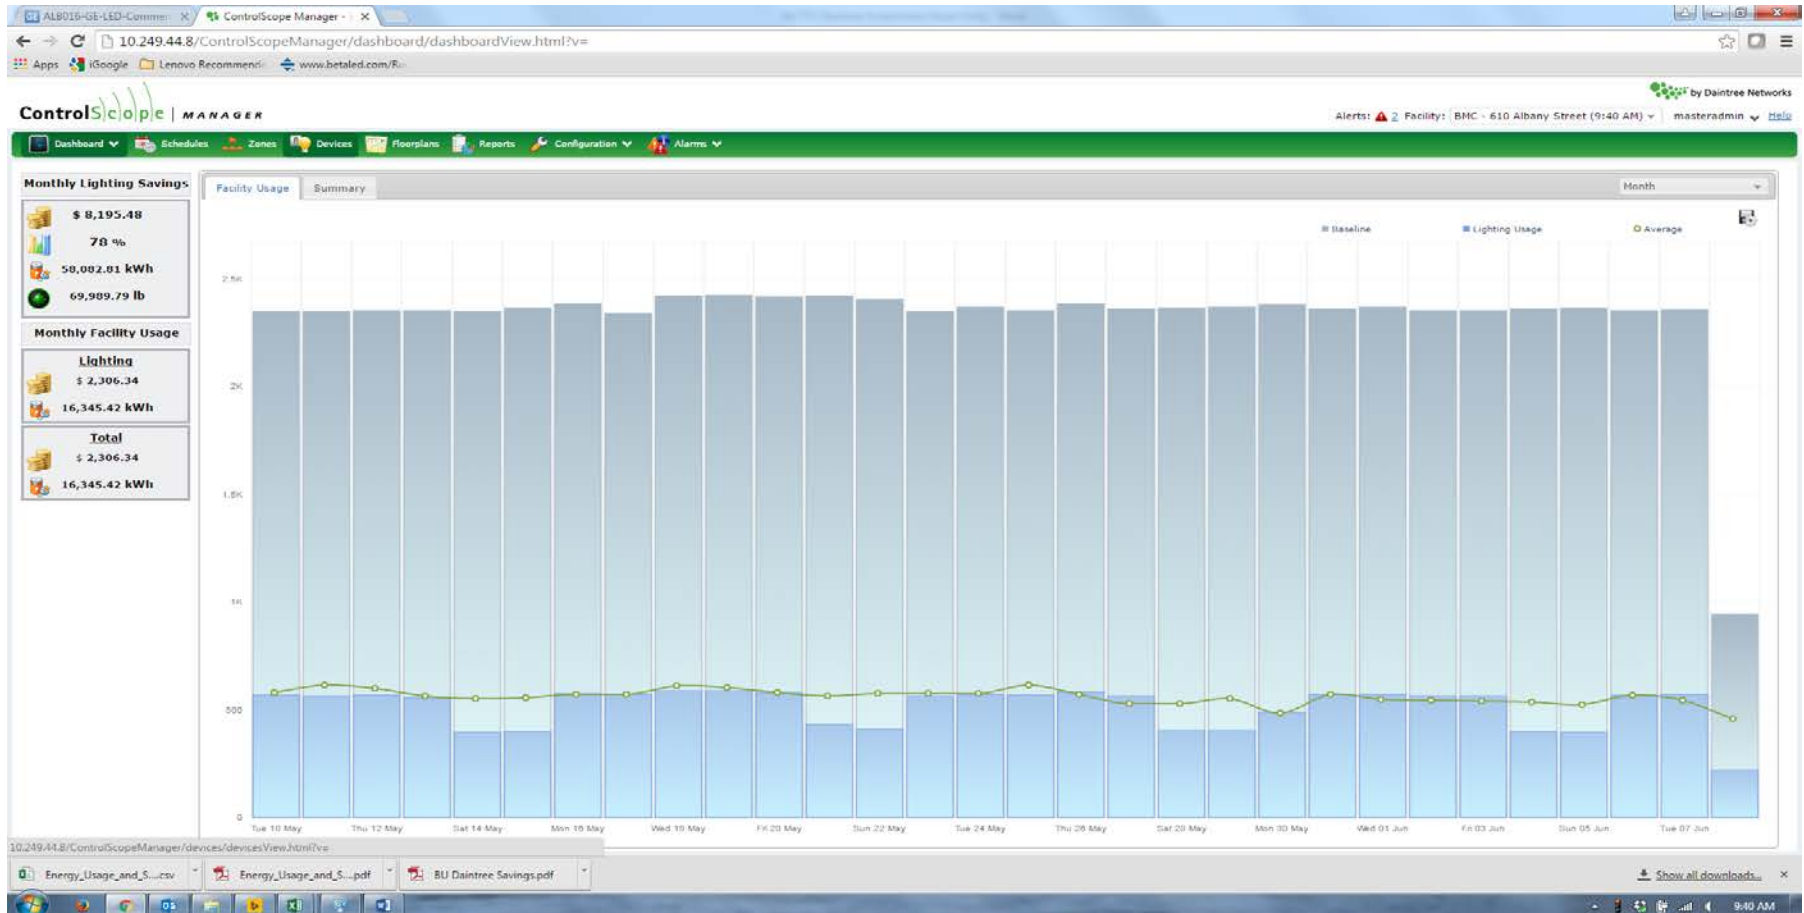 ALB016-GE-LED-Commer
ControlScope Manager -
10.249.44.8/ControlScopeManager/dashboard/dashboardView.html?v=
Apps iGoogle Lenovo Recommend www.betaled.com/R
by Daintree Networks
ControlScope | MANAGER
Alerts: 2 Facility: BMC - 610 Albany Street (9:40 AM) masteradmin Help
Dashboard Schedules Zones Devices Floorplans Reports Configuration Alarms
Monthly Lighting Savings
$ 8,195.48
78 %
58,082.81 kWh
69,989.79 lb
Monthly Facility Usage
Lighting
$ 2,306.34
16,345.42 kWh
Total
$ 2,306.34
16,345.42 kWh
Facility Usage Summary
Month
Baseline Lighting Usage Average
2.5K
2K
1.5K
1K
500
0
Tue 10 May Thu 12 May Sat 14 May Mon 16 May Wed 18 May Fri 20 May Sun 22 May Tue 24 May Thu 26 May Sat 28 May Mon 30 May Wed 01 Jun Fri 03 Jun Sun 05 Jun Tue 07 Jun
10.249.44.8/ControlScopeManager/devices/devicesView.html?v=
Energy_Usage_and_S....csv Energy_Usage_and_S....pdf BU Daintree Savings.pdf
Show all downloads...
9:40 AM